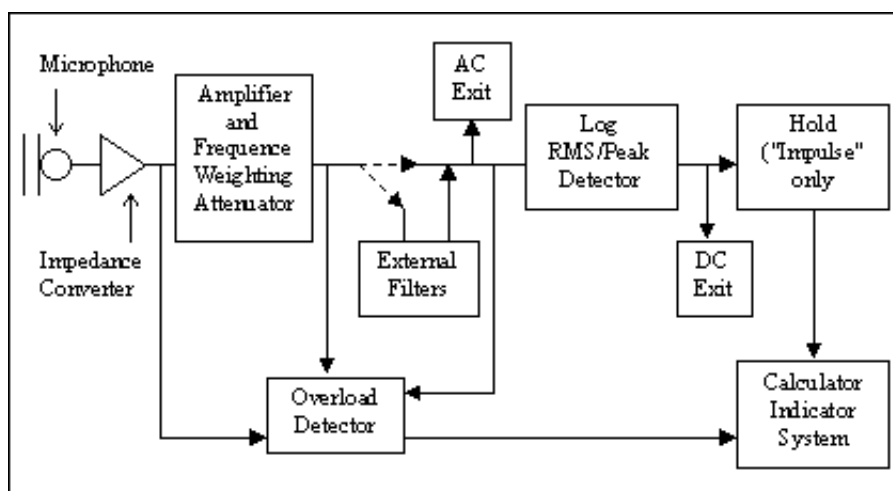 Microphone
Amplifier
and
Frequence
Weighting
Attenuator
AC
Exit
Log
RMS/Peak
Detector
Hold
("Impulse"
only
Impedance
Converter
External
Filters
DC
Exit
Overload
Detector
Calculator
Indicator
System